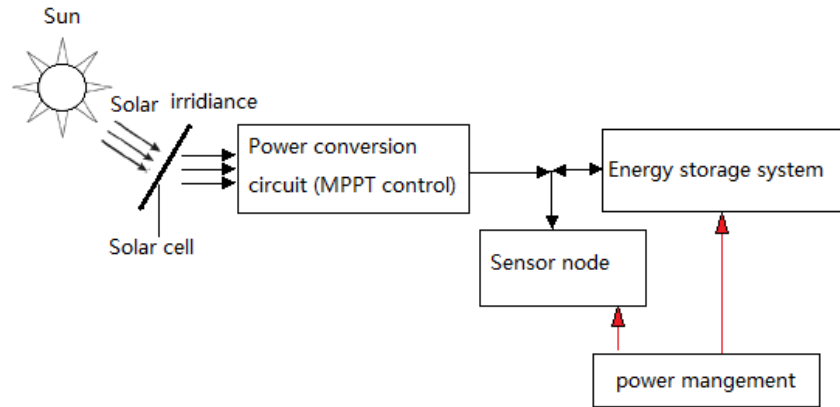 Sun
Solar irridiance
Power conversion
circuit (MPPT control)
Energy storage system
Solar cell
Sensor node
power mangement